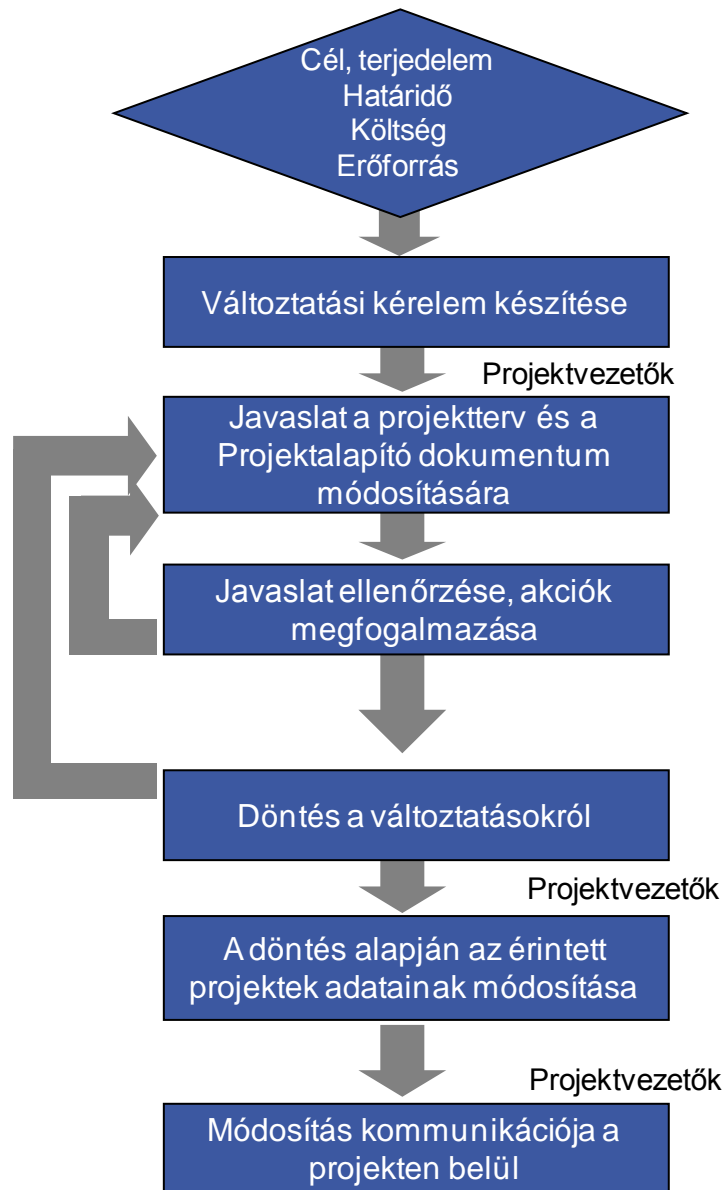 Cél, terjedelem
Határidő
Költség
Erőforrás
Változtatási kérelem készítése
Projektvezetők
Javaslat a projektterv és a
Projektalapító dokumentum
módosítására
Javaslat ellenőrzése, akciók
megfogalmazása
Döntés a változtatásokról
Projektvezetők
A döntés alapján az érintett
projektek adatainak módosítása
Projektvezetők
Módosítás kommunikációja a
projekten belül